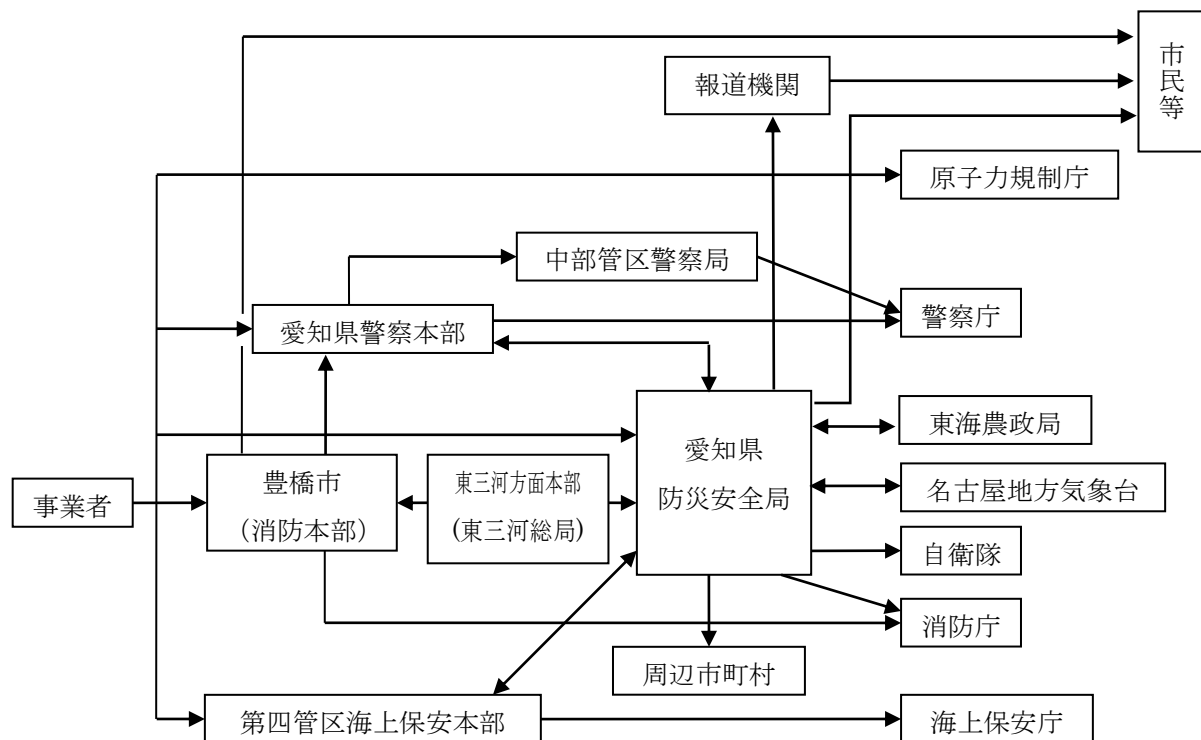 市民等
報道機関
原子力規制庁
中部管区警察局
警察庁
愛知県警察本部
東海農政局
愛知県
防災安全局
豊橋市
（消防本部）
東三河方面本部
(東三河総局)
事業者
名古屋地方気象台
自衛隊
消防庁
周辺市町村
第四管区海上保安本部
海上保安庁